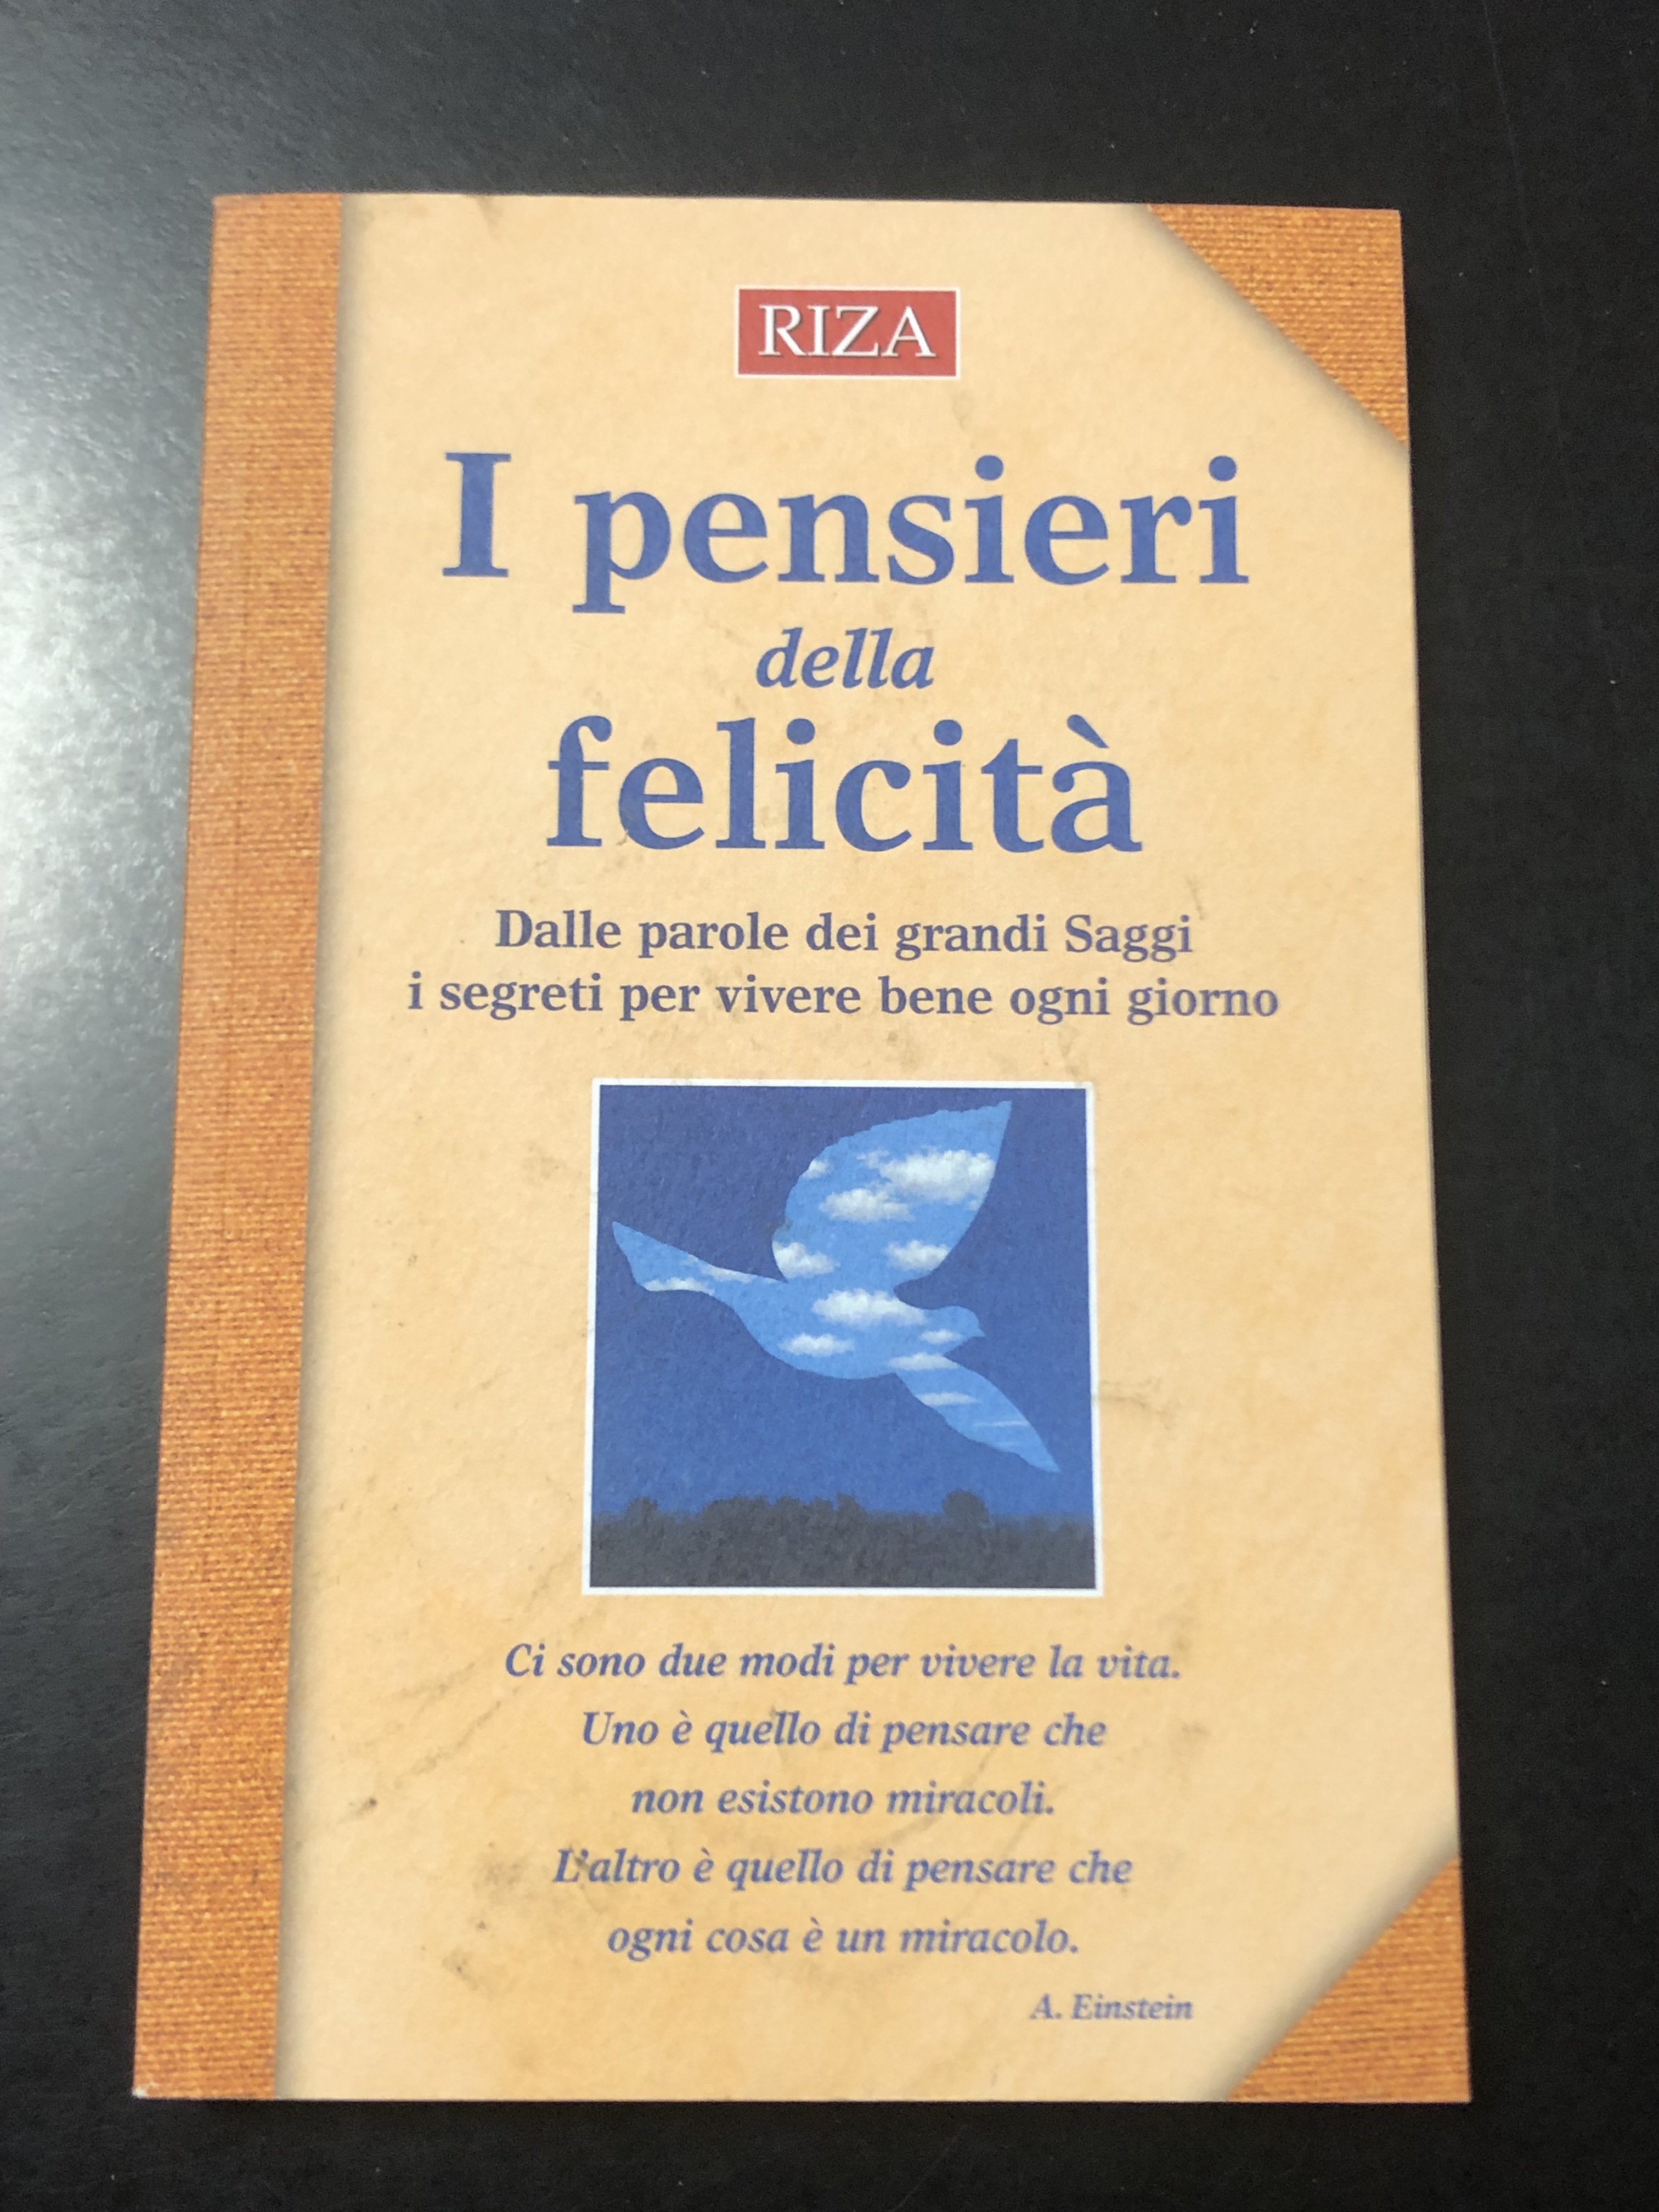 RIZA
I pensieri
della
felicità
Dalle parole dei grandi Saggi
i segreti per vivere bene ogni giorno
Ci sono due modi per vivere la vita.
Uno è quello di pensare che
non esistono miracoli.
L'altro è quello di pensare che
ogni cosa è un miracolo.
A. Einstein